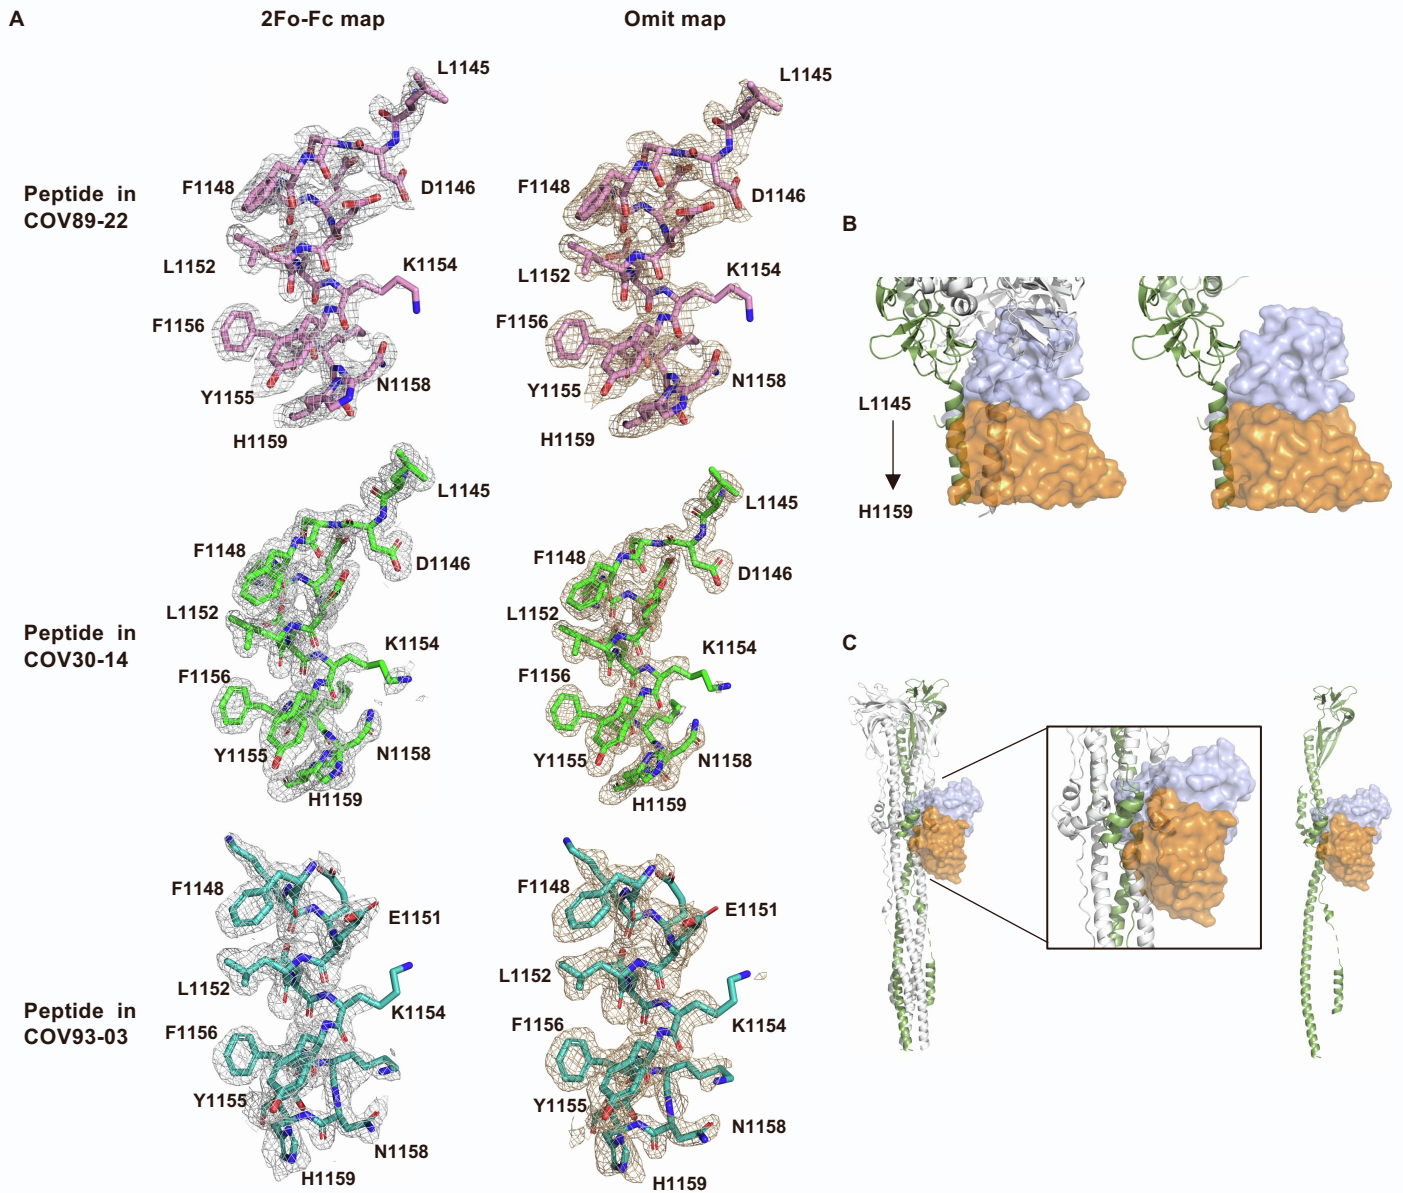 A
2Fo-Fc map
Omit map
Peptide in
COV89-22
L1145
F1148
D1146
L1152
K1154
F1156
Y1155
N1158
H1159
L1145
F1148
D1146
L1152
K1154
F1156
Y1155
N1158
H1159
Peptide in
COV30-14
L1145
F1148
D1146
L1152
K1154
F1156
Y1155
N1158
H1159
L1145
F1148
D1146
L1152
K1154
F1156
Y1155
N1158
H1159
Peptide in
COV93-03
F1148
E1151
L1152
K1154
F1156
Y1155
N1158
H1159
F1148
E1151
L1152
K1154
F1156
Y1155
N1158
H1159
B
L1145
H1159
C